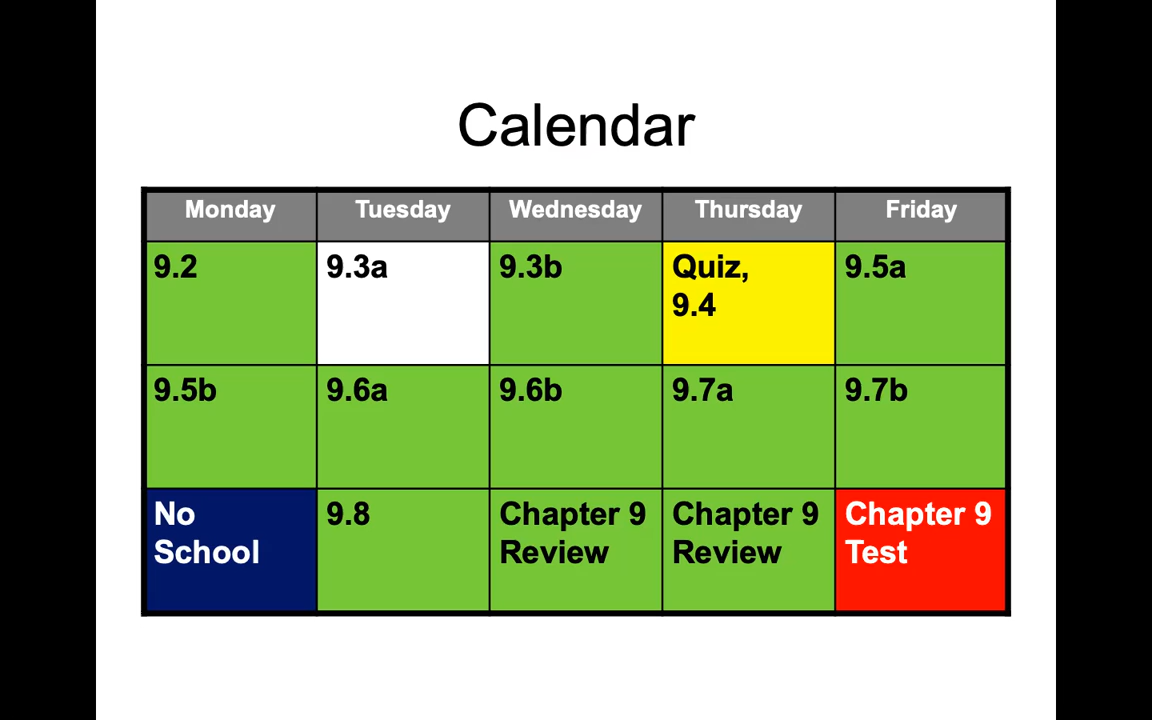 Calendar
Monday Tuesday Wednesday Thursday Friday
9.2 9.3a 9.3b Quiz, 9.5a
9.4
9.5b 9.6a 9.6b 9.7a 9.7b
No 9.8 Chapter 9 Chapter 9 Chapter 9
School Review Review Test